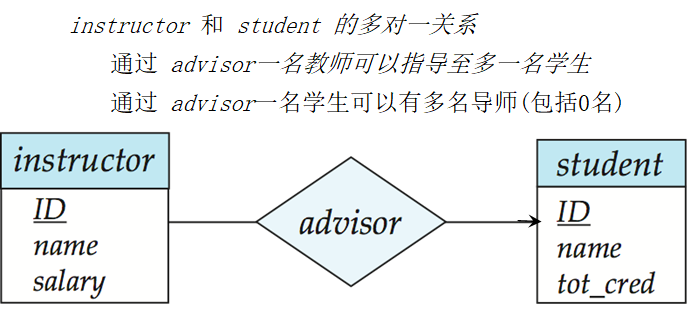 instructor 和 student 的多对一关系
通过 advisor一名教师可以指导至多一名学生
通过 advisor一名学生可以有多名导师(包括0名)
instructor
ID
name
salary
advisor
student
ID
name
tot_cred